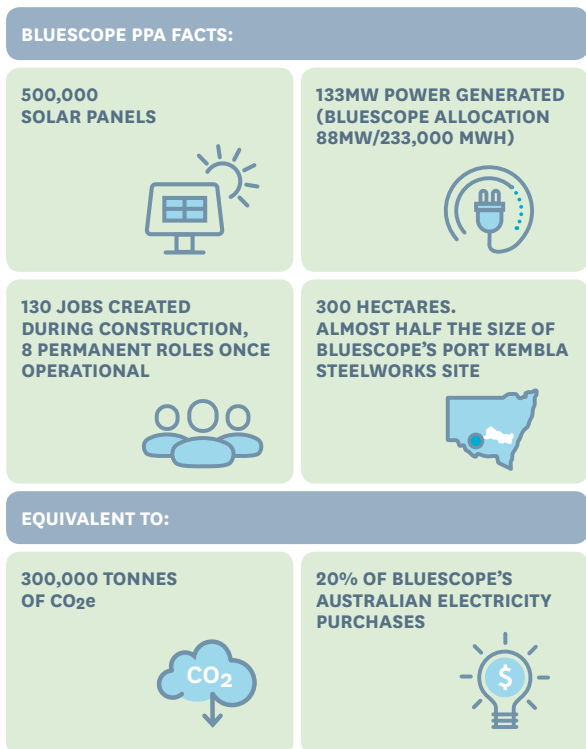 BLUESCOPE PPA FACTS:
500,000
SOLAR PANELS
133MW POWER GENERATED
(BLUESCOPE ALLOCATION
88MW/233,000 MWH)
130 JOBS CREATED
DURING CONSTRUCTION,
8 PERMANENT ROLES ONCE
OPERATIONAL
300 HECTARES.
ALMOST HALF THE SIZE OF
BLUESCOPE’S PORT KEMBLA
STEELWORKS SITE
EQUIVALENT TO:
300,000 TONNES
OF CO2e
CO2
20% OF BLUESCOPE’S
AUSTRALIAN ELECTRICITY
PURCHASES
$